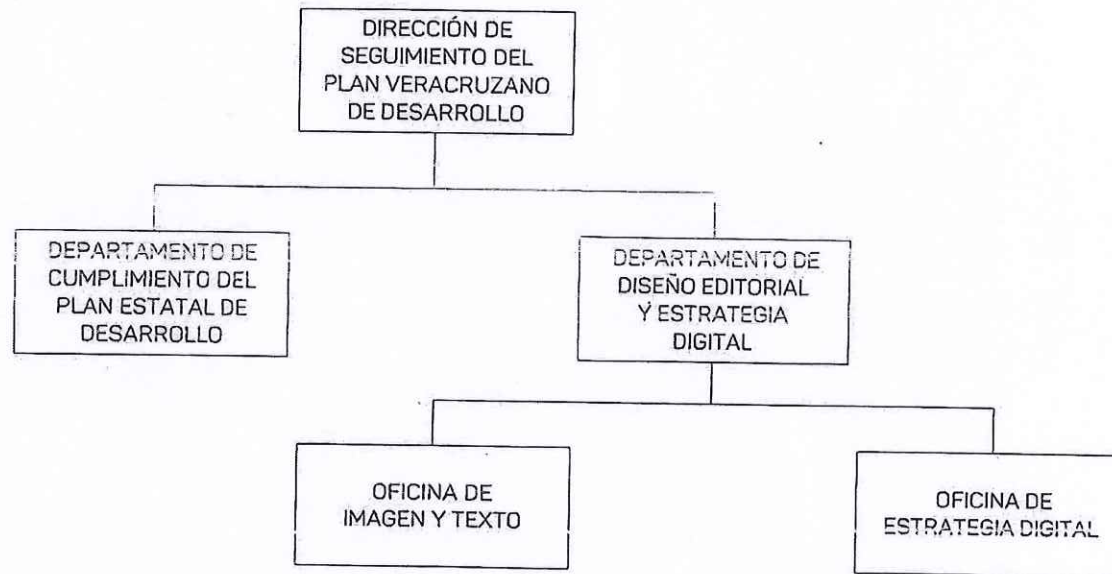 DIRECCIÓN DE
SEGUIMIENTO DEL
PLAN VERACRUZANO
DE DESARROLLO
DEPARTAMENTO DE
CUMPLIMIENTO DEL
PLAN ESTATAL DE
DESARROLLO
DEPARTAMENTO DE
DISEÑO EDITORIAL
Y ESTRATEGIA
DIGITAL
OFICINA DE
IMAGEN Y TEXTO
OFICINA DE
ESTRATEGIA DIGITAL